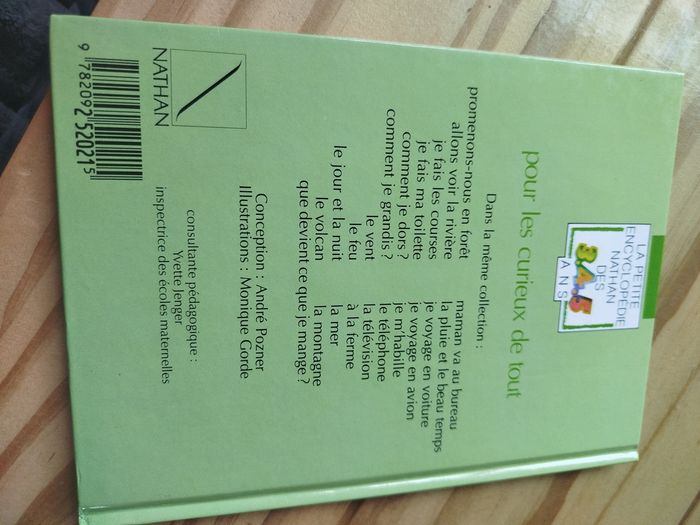 LA PETITE
ENCYCLOPÉDIE
NATHAN
DES
3.4.5
ANS
pour les curieux de tout
Dans la même collection :
promenons-nous en forêt
allons voir la rivière
je fais les courses
je fais ma toilette
comment je dors ?
comment je grandis ?
le vent
le feu
le jour et la nuit
le volcan
que devient ce que je mange ?
maman va au bureau
la pluie et le beau temps
je voyage en voiture
je voyage en avion
je m'habille
le téléphone
la télévision
à la ferme
la mer
la montagne
Conception : André Pozner
Illustrations : Monique Gorde
consultante pédagogique :
Yvette Jenger
inspectrice des écoles maternelles
NATHAN
9 782092 520215